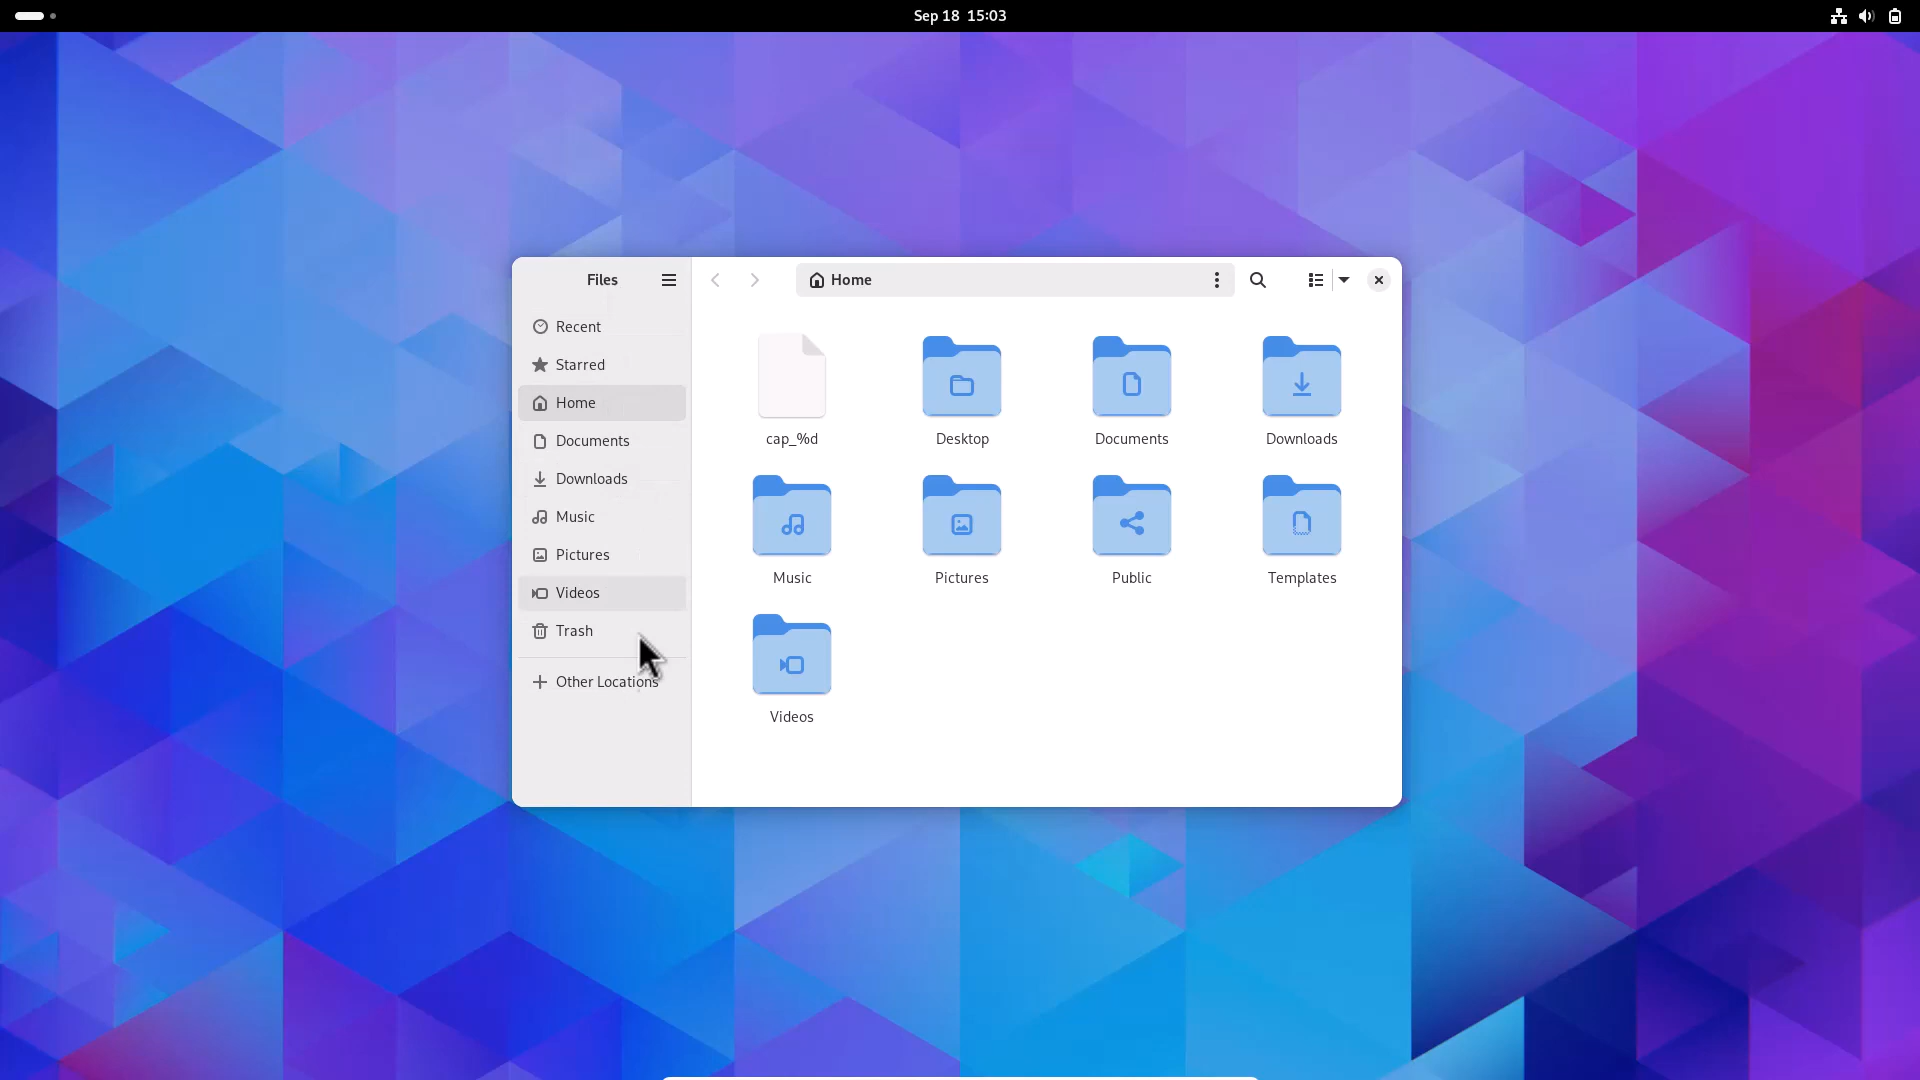 Sep 18 15:03
Files
Home
Recent
Starred
Home
Documents
Downloads
Music
Pictures
Videos
Trash
Other Locations
cap_%d
Desktop
Documents
Downloads
Music
Pictures
Public
Templates
Videos